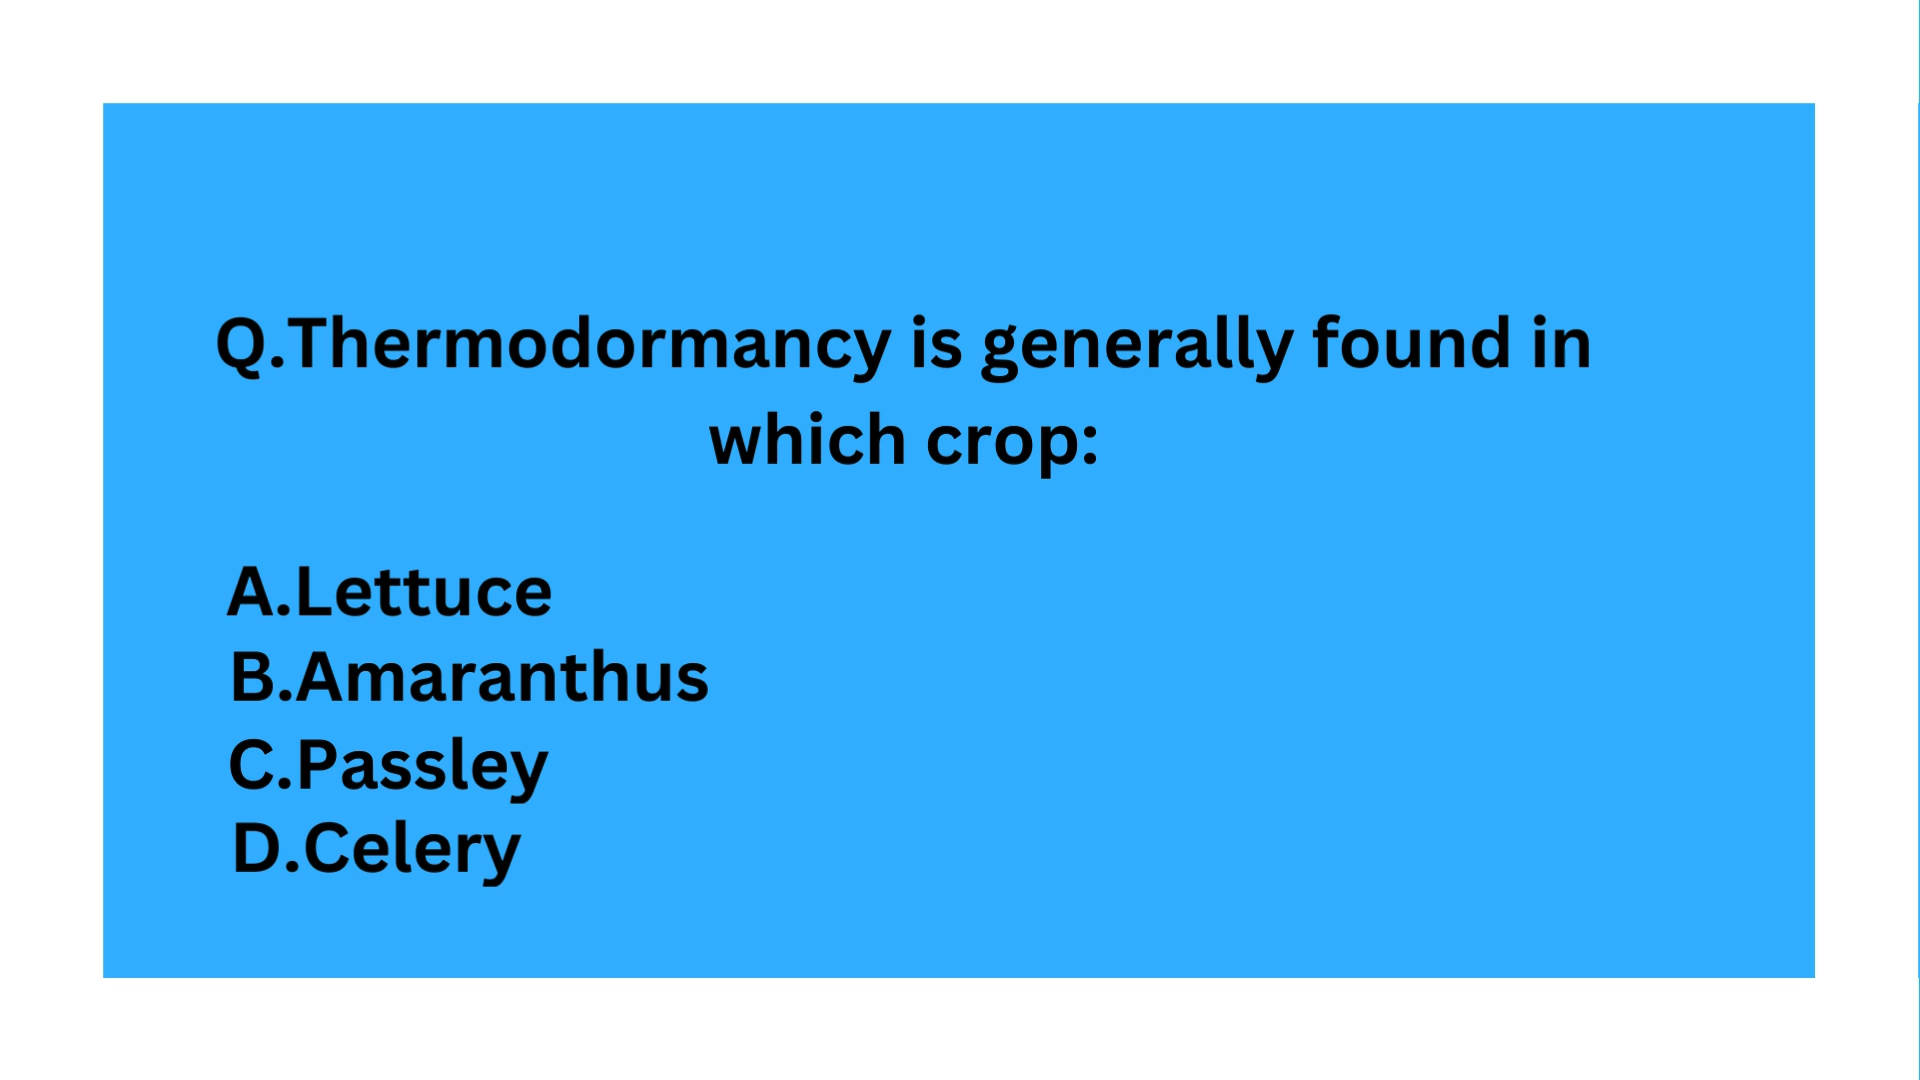 Q.Thermodormancy is generally found in
which crop:
A.Lettuce
B.Amaranthus
C.Passley
D.Celery